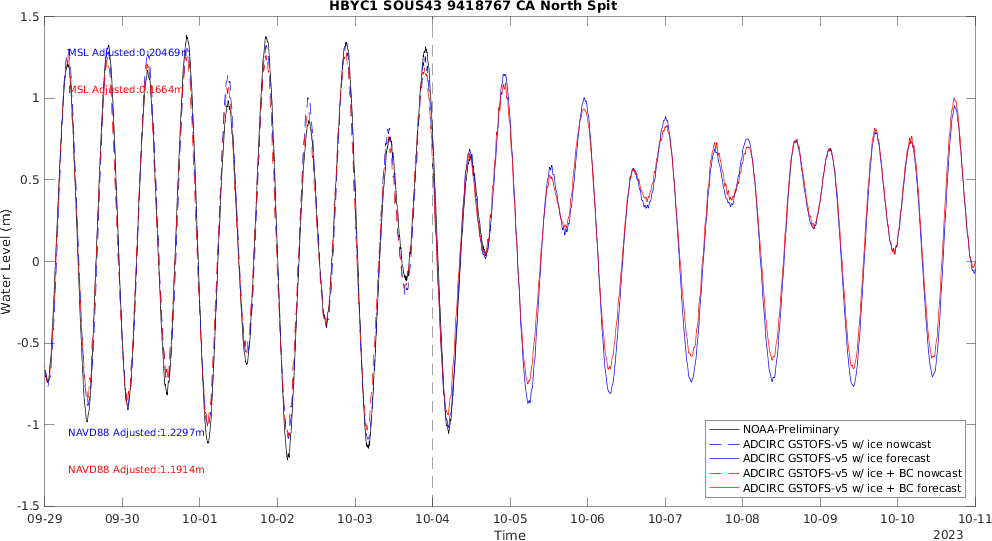 HBYC1 SOUS43 9418767 CA North Spit
1.5
1
0.5
0
-0.5
-1
-1.5
Water Level (m)
MSL Adjusted:0.20469m
MSL Adjusted:0.1664m
NAVD88 Adjusted:1.2297m
NAVD88 Adjusted:1.1914m
NOAA-Preliminary
ADCIRC GSTOFS-v5 w/ ice nowcast
ADCIRC GSTOFS-v5 w/ ice forecast
ADCIRC GSTOFS-v5 w/ ice + BC nowcast
ADCIRC GSTOFS-v5 w/ ice + BC forecast
09-29 09-30 10-01 10-02 10-03 10-04 10-05 10-06 10-07 10-08 10-09 10-10 10-11
Time
2023